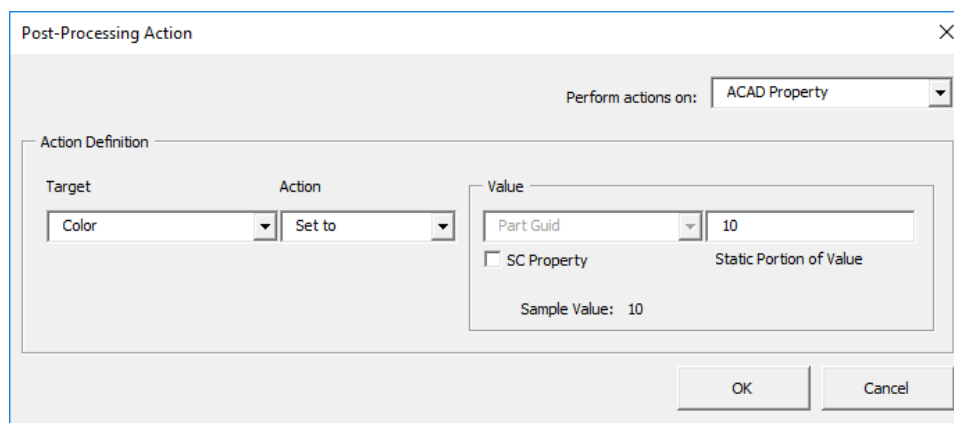 Post-Processing Action
Perform actions on: ACAD Property
Action Definition
Target Action Value
Color Set to Part Guid 10
SC Property Static Portion of Value
Sample Value: 10
OK Cancel